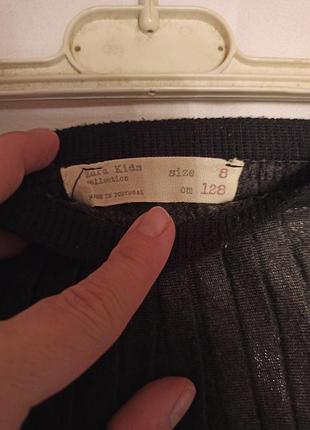 Zara Kids size 8
collection
MADE IN PORTUGAL cm 128